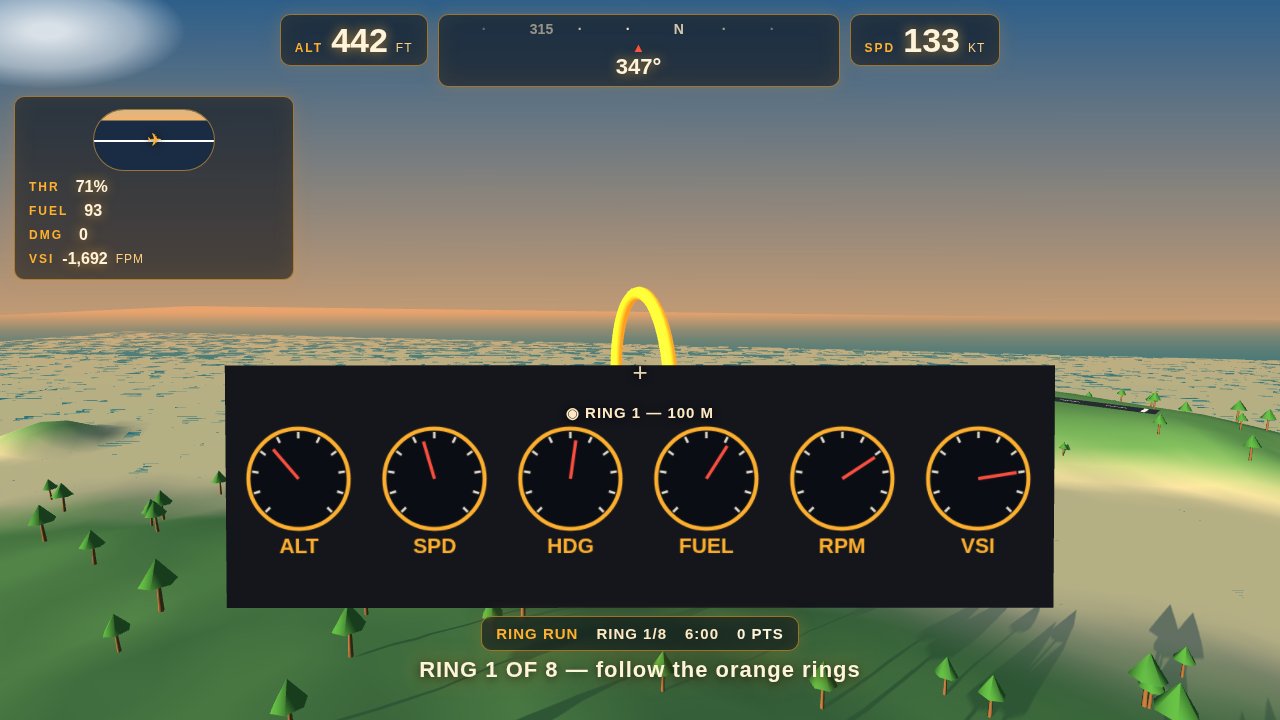 ALT 442 FT
315 N
347°
SPD 133 KT
THR 71%
FUEL 93
DMG 0
VSI -1,692 FPM
◉ RING 1 — 100 M
ALT SPD HDG FUEL RPM VSI
RING RUN RING 1/8 6:00 0 PTS
RING 1 OF 8 — follow the orange rings